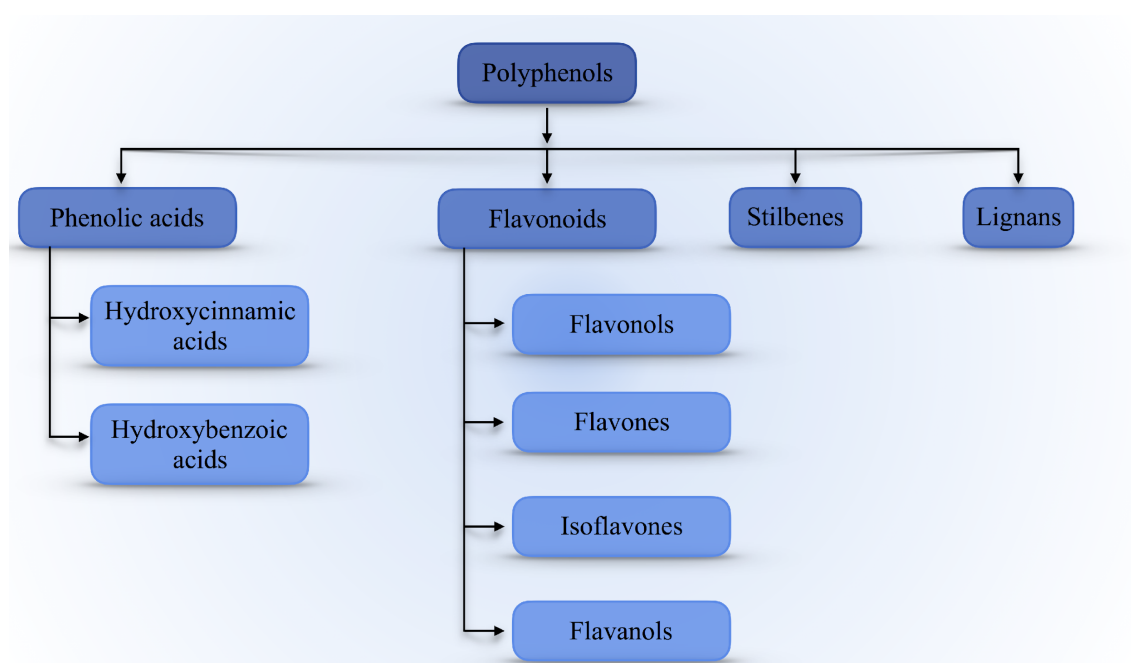 Polyphenols
Phenolic acids
Flavonoids
Stilbenes
Lignans
Hydroxycinnamic
acids
Hydroxybenzoic
acids
Flavonols
Flavones
Isoflavones
Flavanols